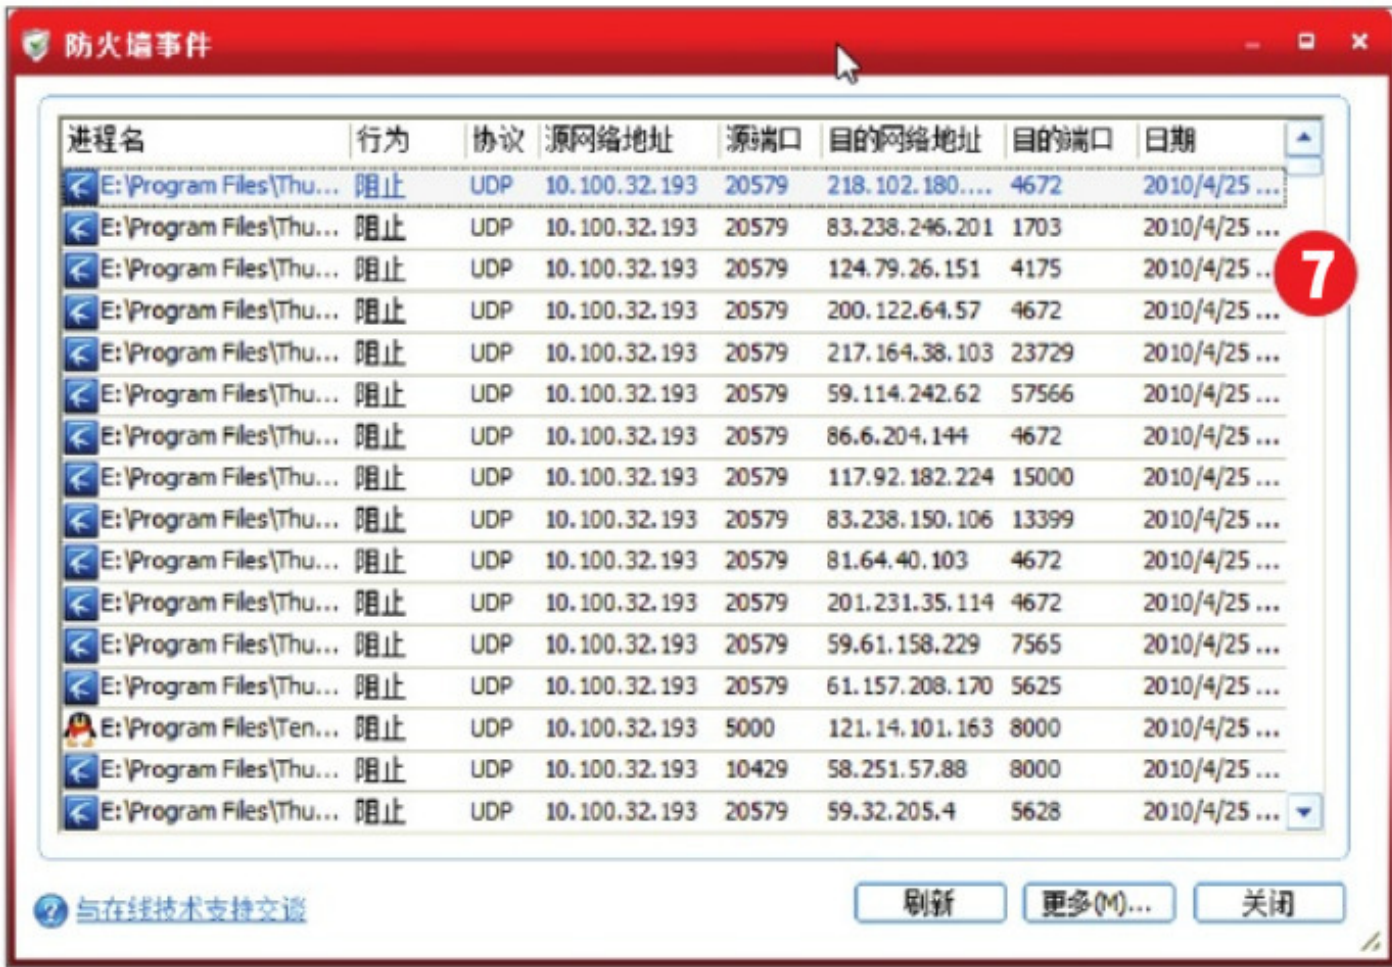 防火墙事件
进程名 行为 协议 源网络地址 源端口 目的网络地址 目的端口 日期
E:\Program Files\Thu... 阻止 UDP 10.100.32.193 20579 218.102.180.... 4672 2010/4/25 ...
E:\Program Files\Thu... 阻止 UDP 10.100.32.193 20579 83.238.246.201 1703 2010/4/25 ...
E:\Program Files\Thu... 阻止 UDP 10.100.32.193 20579 124.79.26.151 4175 2010/4/25 ..
7
E:\Program Files\Thu... 阻止 UDP 10.100.32.193 20579 200.122.64.57 4672 2010/4/25 ...
E:\Program Files\Thu... 阻止 UDP 10.100.32.193 20579 217.164.38.103 23729 2010/4/25 ...
E:\Program Files\Thu... 阻止 UDP 10.100.32.193 20579 59.114.242.62 57566 2010/4/25 ...
E:\Program Files\Thu... 阻止 UDP 10.100.32.193 20579 86.6.204.144 4672 2010/4/25 ...
E:\Program Files\Thu... 阻止 UDP 10.100.32.193 20579 117.92.182.224 15000 2010/4/25 ...
E:\Program Files\Thu... 阻止 UDP 10.100.32.193 20579 83.238.150.106 13399 2010/4/25 ...
E:\Program Files\Thu... 阻止 UDP 10.100.32.193 20579 81.64.40.103 4672 2010/4/25 ...
E:\Program Files\Thu... 阻止 UDP 10.100.32.193 20579 201.231.35.114 4672 2010/4/25 ...
E:\Program Files\Thu... 阻止 UDP 10.100.32.193 20579 59.61.158.229 7565 2010/4/25 ...
E:\Program Files\Thu... 阻止 UDP 10.100.32.193 20579 61.157.208.170 5625 2010/4/25 ...
E:\Program Files\Ten... 阻止 UDP 10.100.32.193 5000 121.14.101.163 8000 2010/4/25 ...
E:\Program Files\Thu... 阻止 UDP 10.100.32.193 10429 58.251.57.88 8000 2010/4/25 ...
E:\Program Files\Thu... 阻止 UDP 10.100.32.193 20579 59.32.205.4 5628 2010/4/25 ...
与在线技术支持交谈 刷新 更多(M)... 关闭